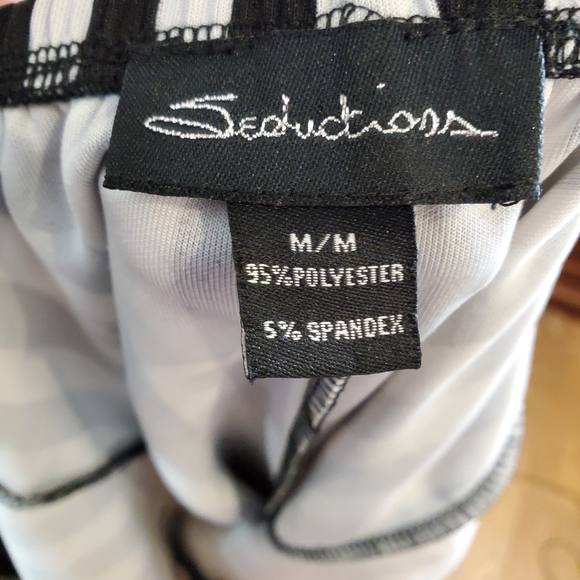 Seductions
M/M
95%POLYESTER
5% SPANDEX